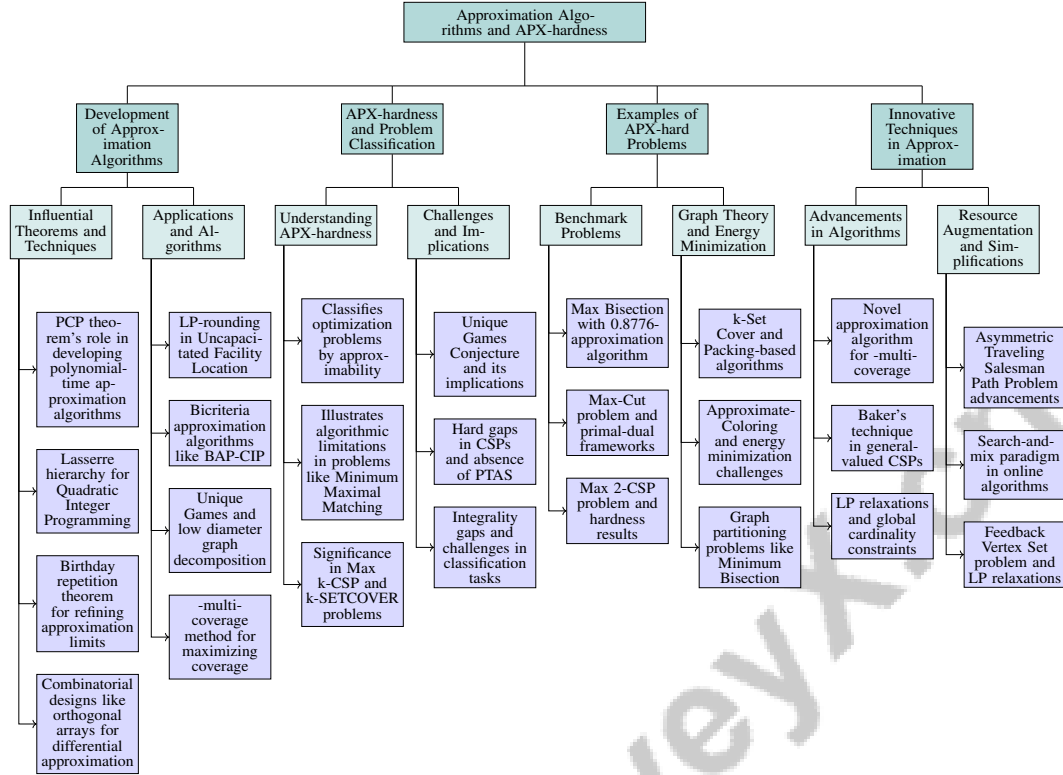 Approximation Algo-
rithms and APX-hardness
Development
of Approx-
imation
Algorithms
APX-hardness
and Problem
Classification
Examples of
APX-hard
Problems
Innovative
Techniques
in Approx-
imation
Influential
Theorems and
Techniques
Applications
and Al-
gorithms
Understanding
APX-hardness
Challenges
and Im-
plications
Benchmark
Problems
Graph Theory
and Energy
Minimization
Advancements
in Algorithms
Resource
Augmentation
and Sim-
plifications
PCP theo-
rem's role in
developing
polynomial-
time ap-
proximation
algorithms
Lasserre
hierarchy for
Quadratic
Integer
Programming
Birthday
repetition
theorem
for refining
approximation
limits
Combinatorial
designs like
orthogonal
arrays for
differential
approximation
LP-rounding
in Uncapaci-
tated Facility
Location
Bicriteria
approximation
algorithms
like BAP-CIP
Unique
Games and
low diameter
graph
decomposition
-multi-
coverage
method for
maximizing
coverage
Classifies
optimization
problems
by approx-
imability
Illustrates
algorithmic
limitations
in problems
like Minimum
Maximal
Matching
Significance
in Max
k-CSP and
k-SETCOVER
problems
Unique
Games
Conjecture
and its
implications
Hard gaps
in CSPs
and absence
of PTAS
Integrality
gaps and
challenges in
classification
tasks
Max Bisection
with 0.8776-
approximation
algorithm
Max-Cut
problem and
primal-dual
frameworks
Max 2-CSP
problem and
hardness
results
k-Set
Cover and
Packing-based
algorithms
Approximate-
Coloring
and energy
minimization
challenges
Graph
partitioning
problems like
Minimum
Bisection
Novel
approximation
algorithm
for -multi-
coverage
Baker's
technique
in general-
valued CSPs
LP relaxations
and global
cardinality
constraints
Asymmetric
Traveling
Salesman
Path Problem
advancements
Search-and-
mix paradigm
in online
algorithms
Feedback
Vertex Set
problem and
LP relaxations